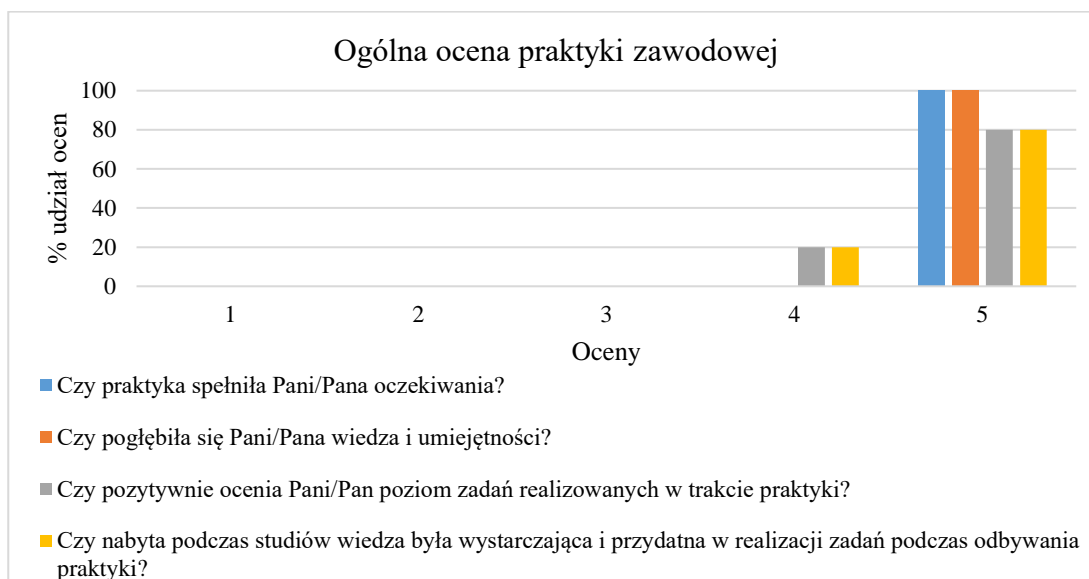 Ogólna ocena praktyki zawodowej
% udział ocen
100
80
60
40
20
0
1 2 3 4 5
Oceny
Czy praktyka spełniła Pani/Pana oczekiwania?
Czy pogłębiła się Pani/Pana wiedza i umiejętności?
Czy pozytywnie ocenia Pani/Pan poziom zadań realizowanych w trakcie praktyki?
Czy nabyta podczas studiów wiedza była wystarczająca i przydatna w realizacji zadań podczas odbywania
praktyki?